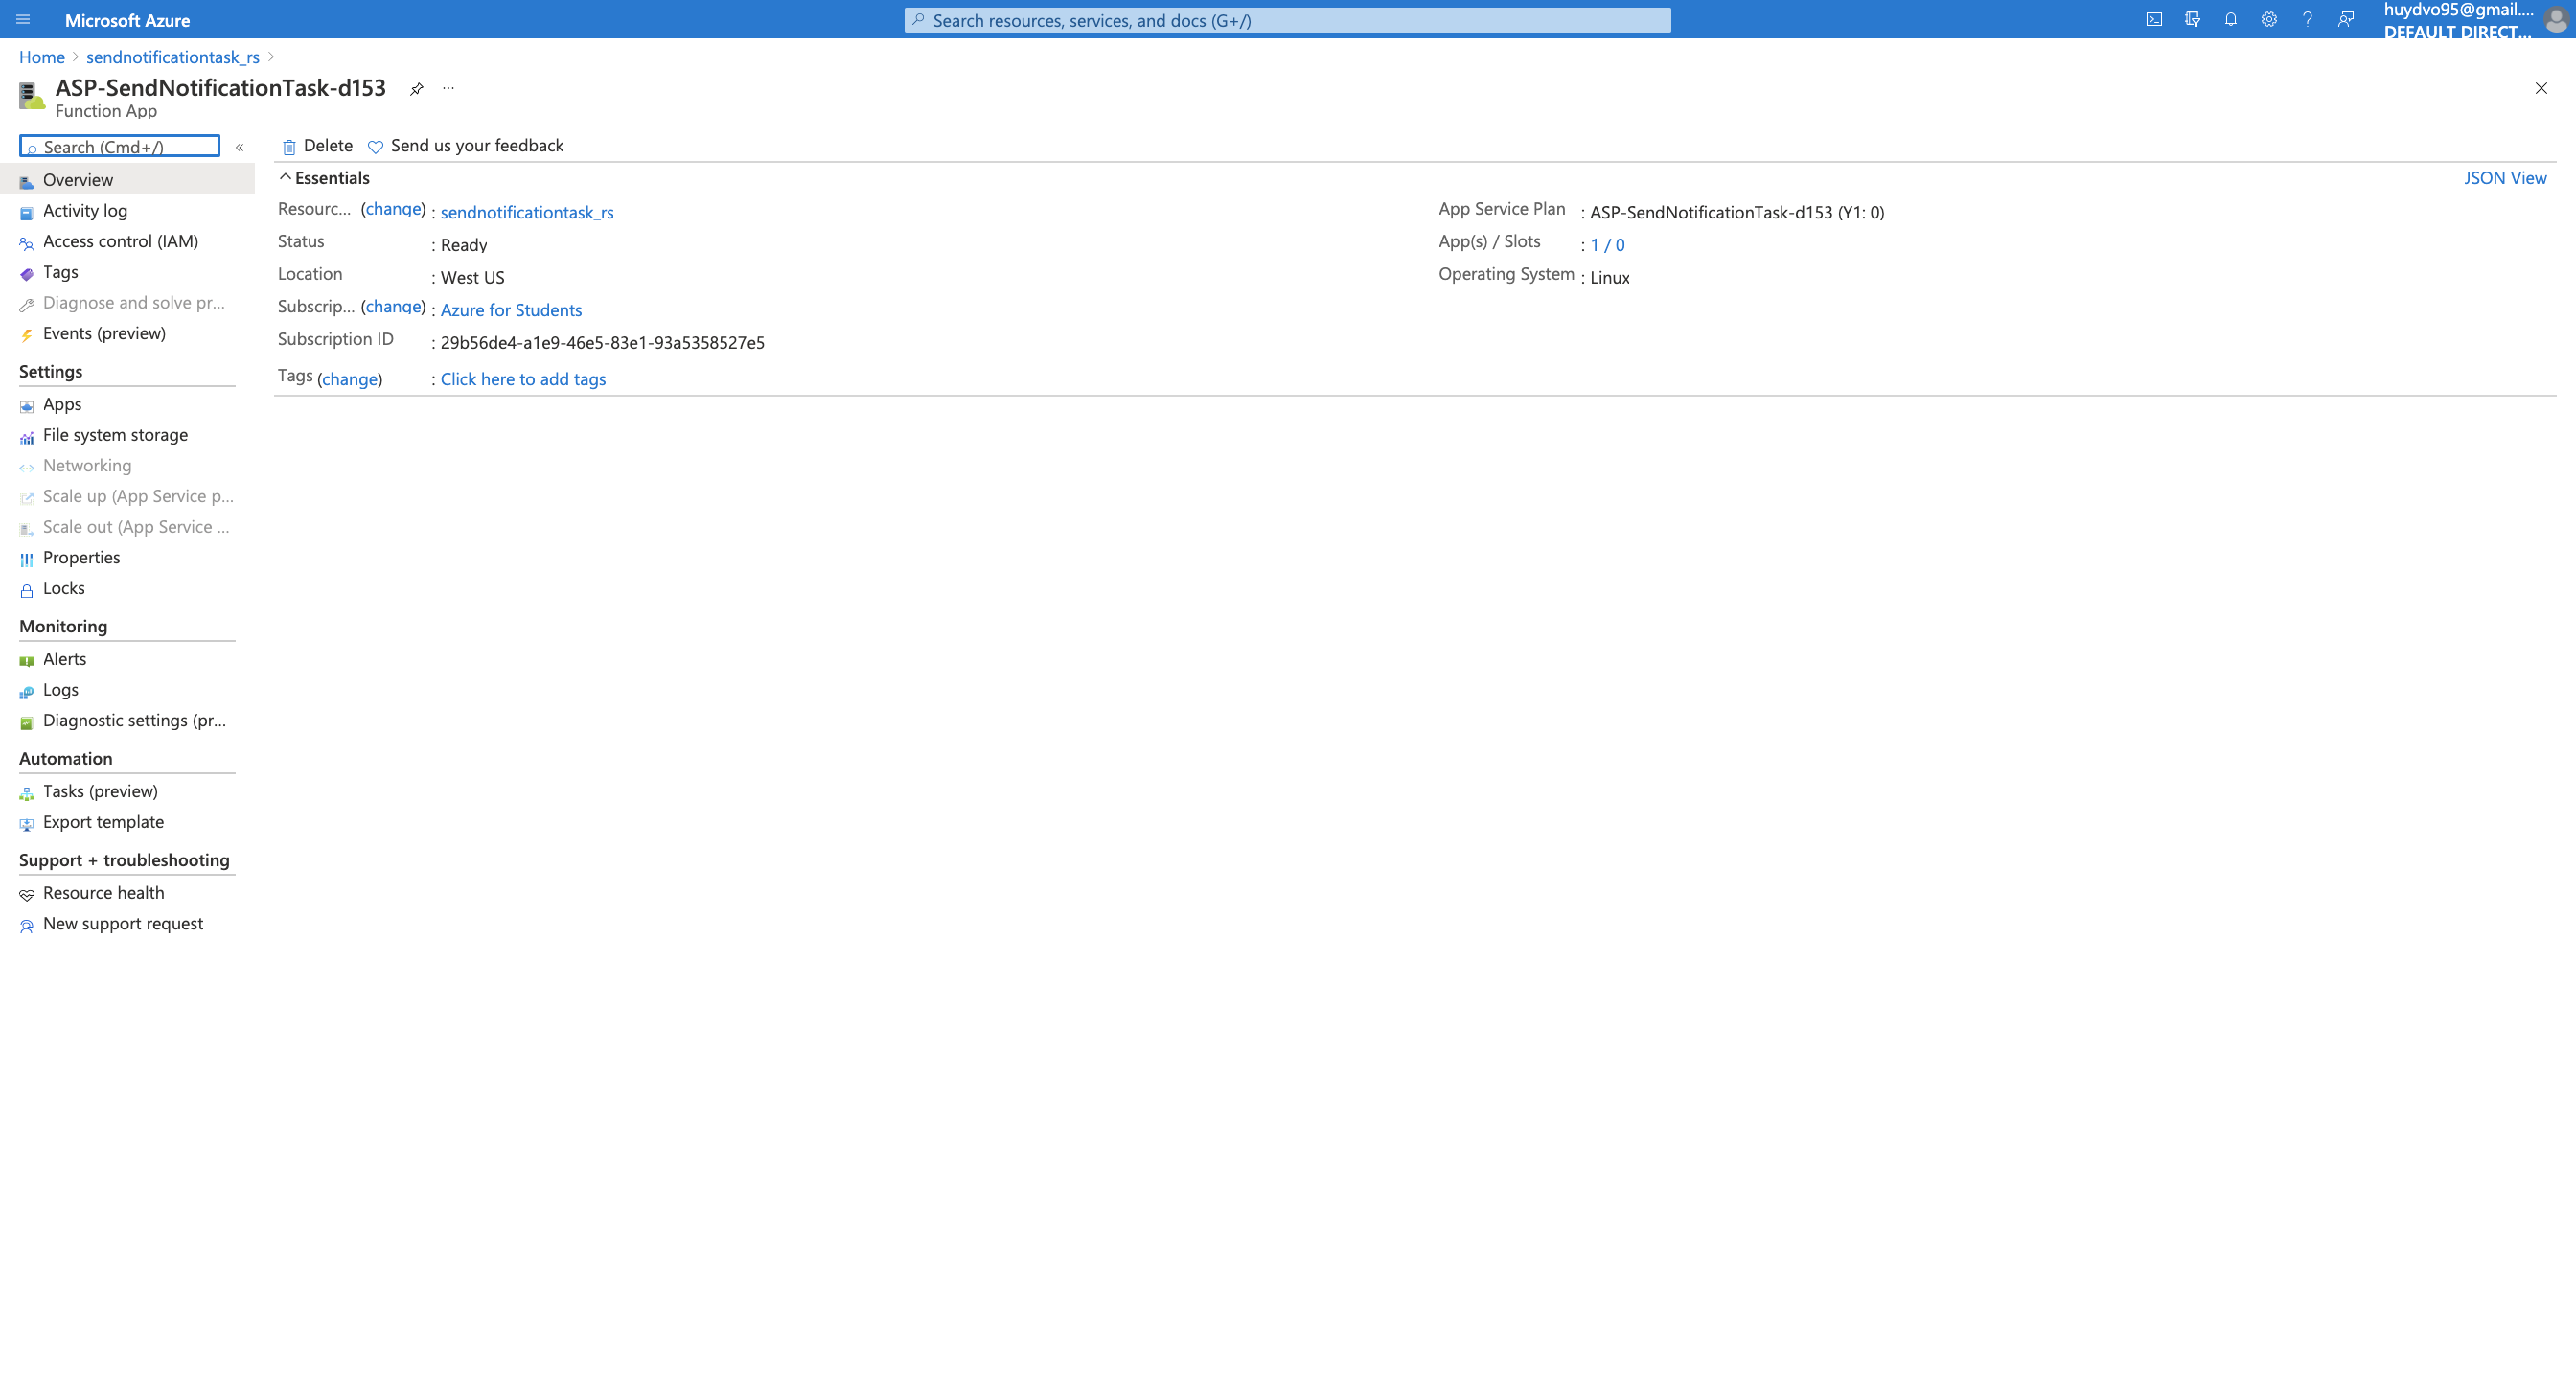 Microsoft Azure
Search resources, services, and docs (G+/)
huydvo95@gmail....
DEFAULT DIRECT...
Home > sendnotificationtask_rs >
ASP-SendNotificationTask-d153 ...
Function App
Search (Cmd+/) «
Delete Send us your feedback
Overview
Activity log
Access control (IAM)
Tags
Diagnose and solve pr...
Events (preview)
Settings
Apps
File system storage
Networking
Scale up (App Service p...
Scale out (App Service ...
Properties
Locks
Monitoring
Alerts
Logs
Diagnostic settings (pr...
Automation
Tasks (preview)
Export template
Support + troubleshooting
Resource health
New support request
Essentials
JSON View
Resourc... (change) : sendnotificationtask_rs
Status : Ready
Location : West US
Subscrip... (change) : Azure for Students
Subscription ID : 29b56de4-a1e9-46e5-83e1-93a5358527e5
Tags (change) : Click here to add tags
App Service Plan : ASP-SendNotificationTask-d153 (Y1: 0)
App(s) / Slots : 1 / 0
Operating System : Linux